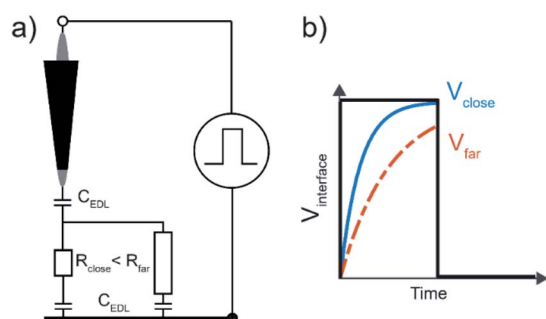 a)
C_EDL
R_close < R_far
C_EDL
b)
V_interface
V_close
V_far
Time